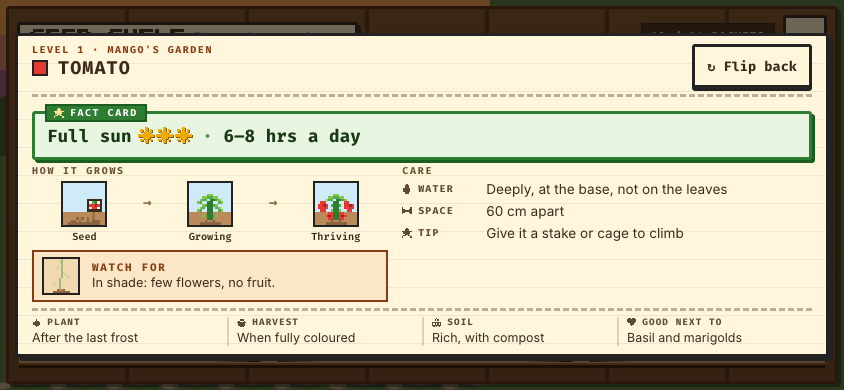 LEVEL 1 · MANGO'S GARDEN
TOMATO
↻ Flip back
FACT CARD
Full sun · 6–8 hrs a day
HOW IT GROWS
Seed → Growing → Thriving
WATCH FOR
In shade: few flowers, no fruit.
CARE
WATER Deeply, at the base, not on the leaves
SPACE 60 cm apart
TIP Give it a stake or cage to climb
PLANT
After the last frost
HARVEST
When fully coloured
SOIL
Rich, with compost
GOOD NEXT TO
Basil and marigolds